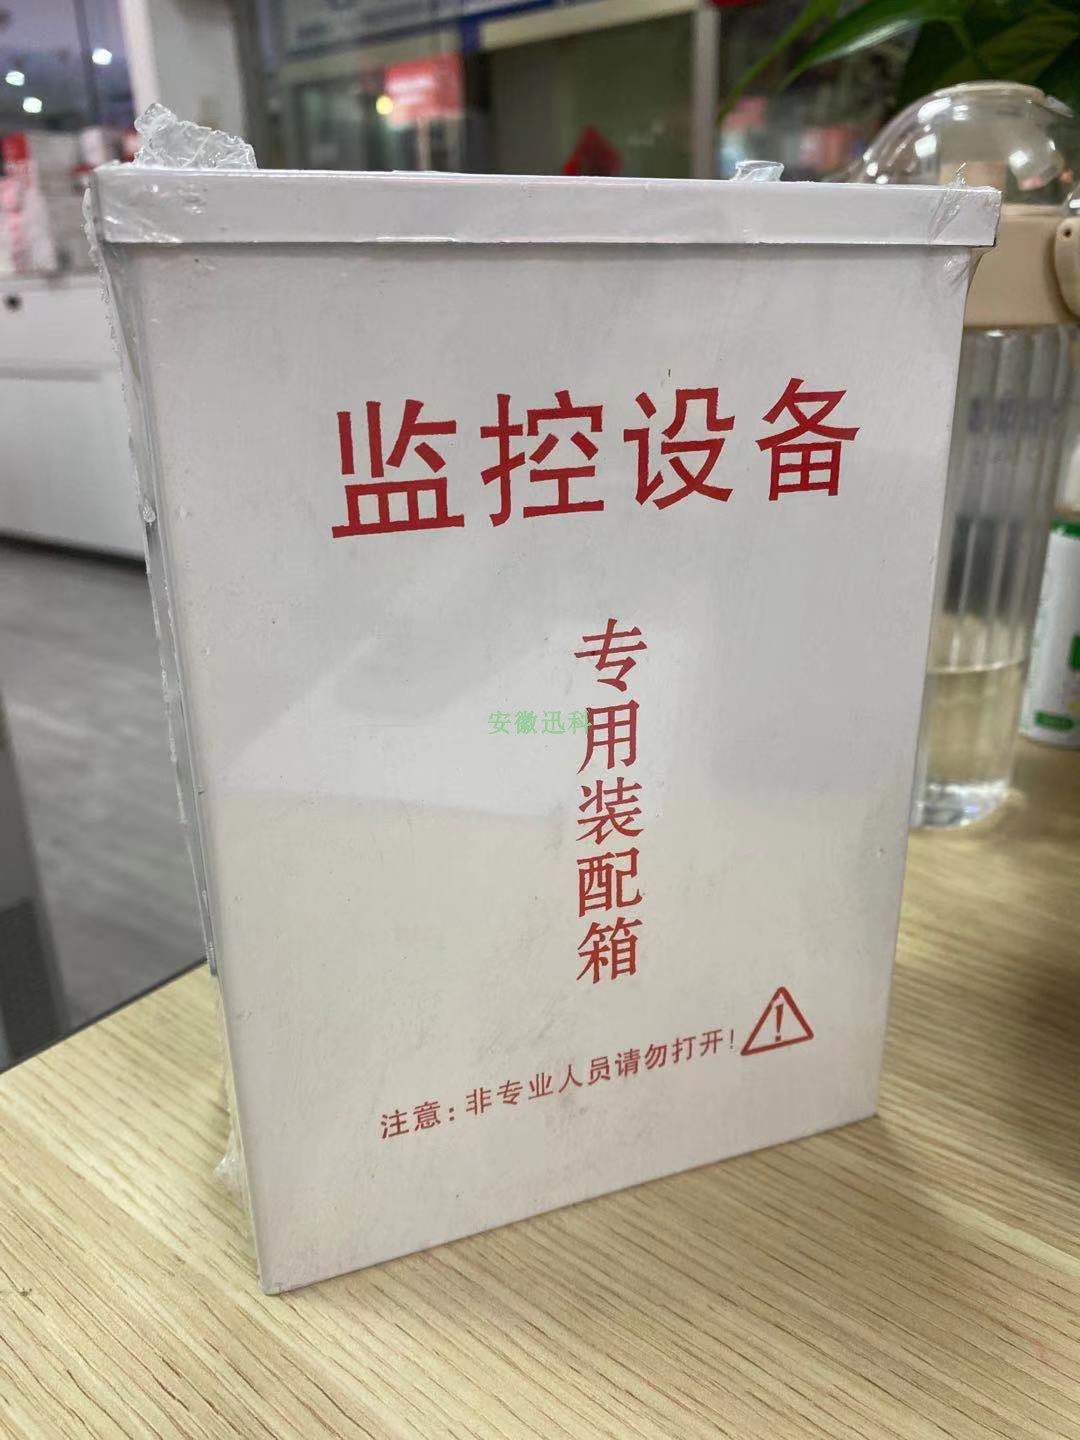 监控设备
专用装配箱
安徽迅科
注意：非专业人员请勿打开！